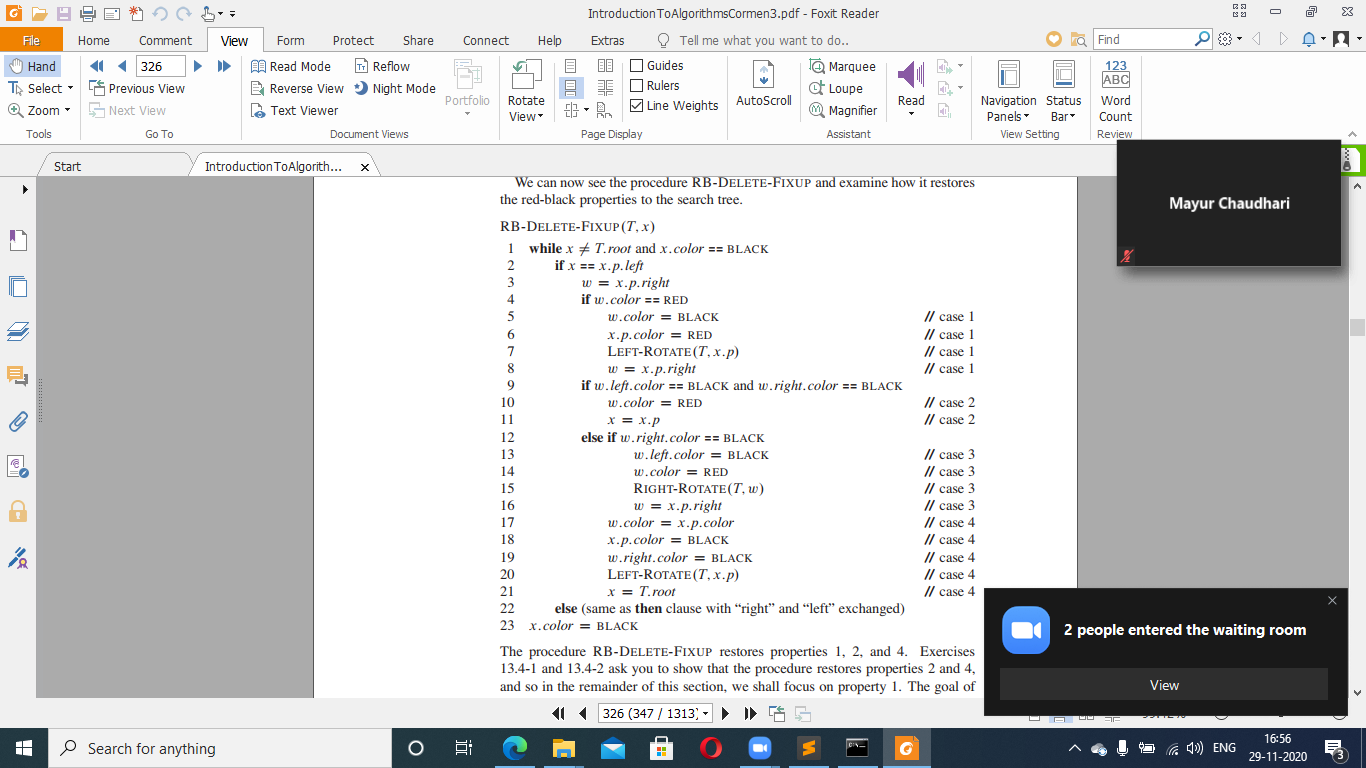 IntroductionToAlgorithmsCormen3.pdf - Foxit Reader
File Home Comment View Form Protect Share Connect Help Extras Tell me what you want to do.. Find
Hand 326 Read Mode Reflow Guides Marquee
Select Previous View Reverse View Night Mode Rulers Loupe
Zoom Next View Text Viewer Portfolio Rotate View Line Weights AutoScroll Magnifier Read Navigation Panels Status Bar 123 ABC Word Count
Tools Go To Document Views Page Display Assistant View Setting Review
Start IntroductionToAlgorith...
Mayur Chaudhari
We can now see the procedure RB-DELETE-FIXUP and examine how it restores
the red-black properties to the search tree.
RB-DELETE-FIXUP(T, x)
1 while x ≠ T.root and x.color == BLACK
2 if x == x.p.left
3 w = x.p.right
4 if w.color == RED
5 w.color = BLACK // case 1
6 x.p.color = RED // case 1
7 LEFT-ROTATE(T, x.p) // case 1
8 w = x.p.right // case 1
9 if w.left.color == BLACK and w.right.color == BLACK
10 w.color = RED // case 2
11 x = x.p // case 2
12 else if w.right.color == BLACK
13 w.left.color = BLACK // case 3
14 w.color = RED // case 3
15 RIGHT-ROTATE(T, w) // case 3
16 w = x.p.right // case 3
17 w.color = x.p.color // case 4
18 x.p.color = BLACK // case 4
19 w.right.color = BLACK // case 4
20 LEFT-ROTATE(T, x.p) // case 4
21 x = T.root // case 4
22 else (same as then clause with “right” and “left” exchanged)
23 x.color = BLACK
The procedure RB-DELETE-FIXUP restores properties 1, 2, and 4. Exercises
13.4-1 and 13.4-2 ask you to show that the procedure restores properties 2 and 4,
and so in the remainder of this section, we shall focus on property 1. The goal of
2 people entered the waiting room
View
326 (347 / 1313)
Search for anything
ENG
16:56
29-11-2020
3